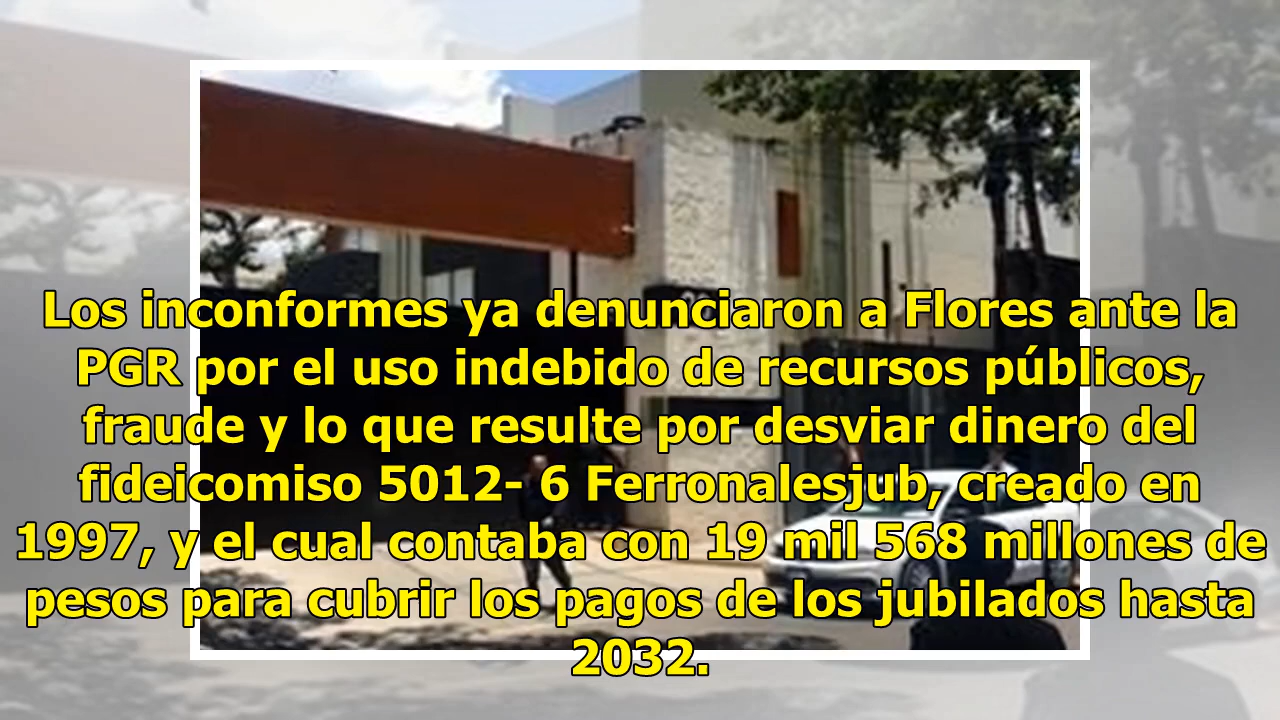 Los inconformes ya denunciaron a Flores ante la
PGR por el uso indebido de recursos públicos,
fraude y lo que resulte por desviar dinero del
fideicomiso 5012- 6 Ferronalesjub, creado en
1997, y el cual contaba con 19 mil 568 millones de
pesos para cubrir los pagos de los jubilados hasta
2032.